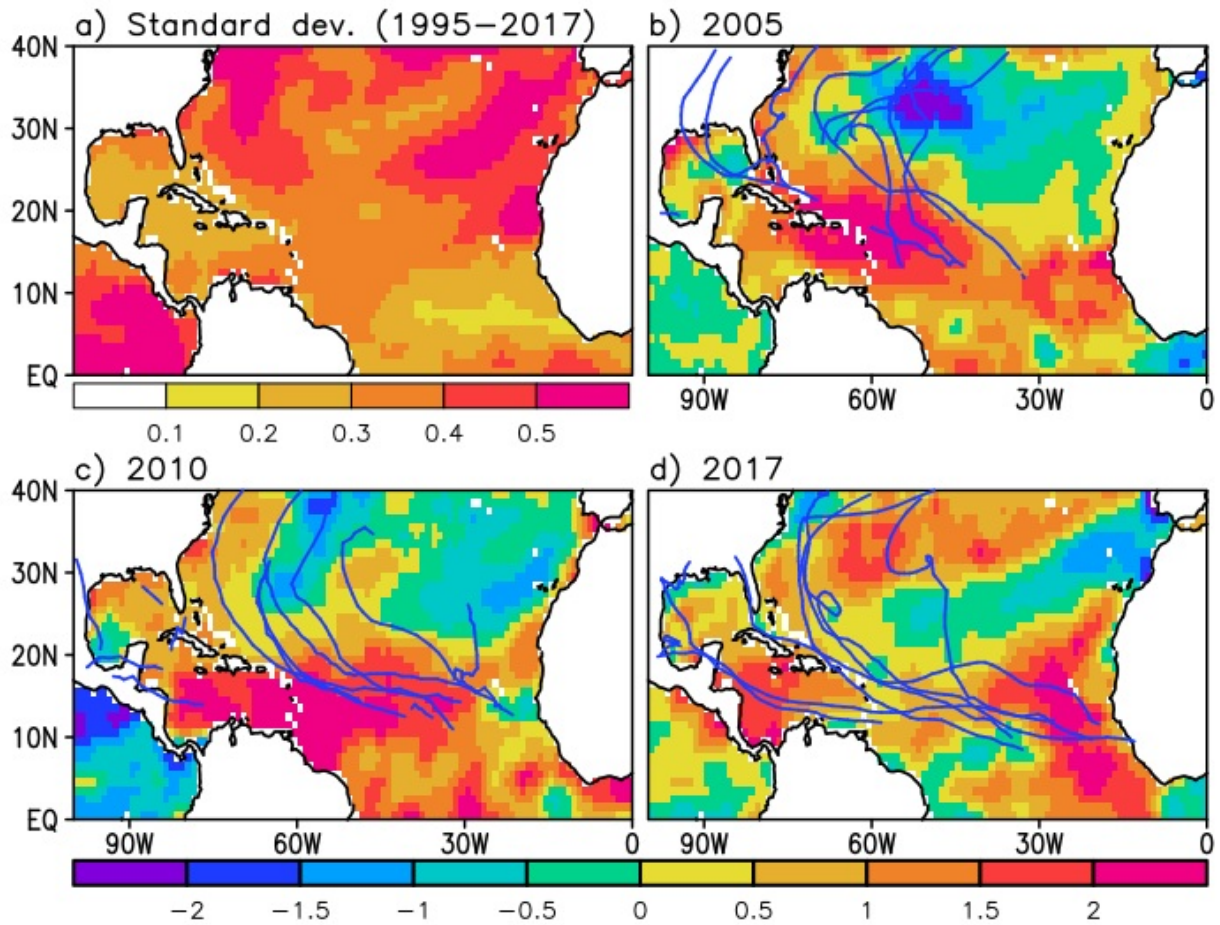 a) Standard dev. (1995-2017) b) 2005
40N
30N
20N
10N
EQ
90W 60W 30W 0
0.1 0.2 0.3 0.4 0.5
c) 2010 d) 2017
40N
30N
20N
10N
EQ
90W 60W 30W 0 90W 60W 30W 0
-2 -1.5 -1 -0.5 0 0.5 1 1.5 2